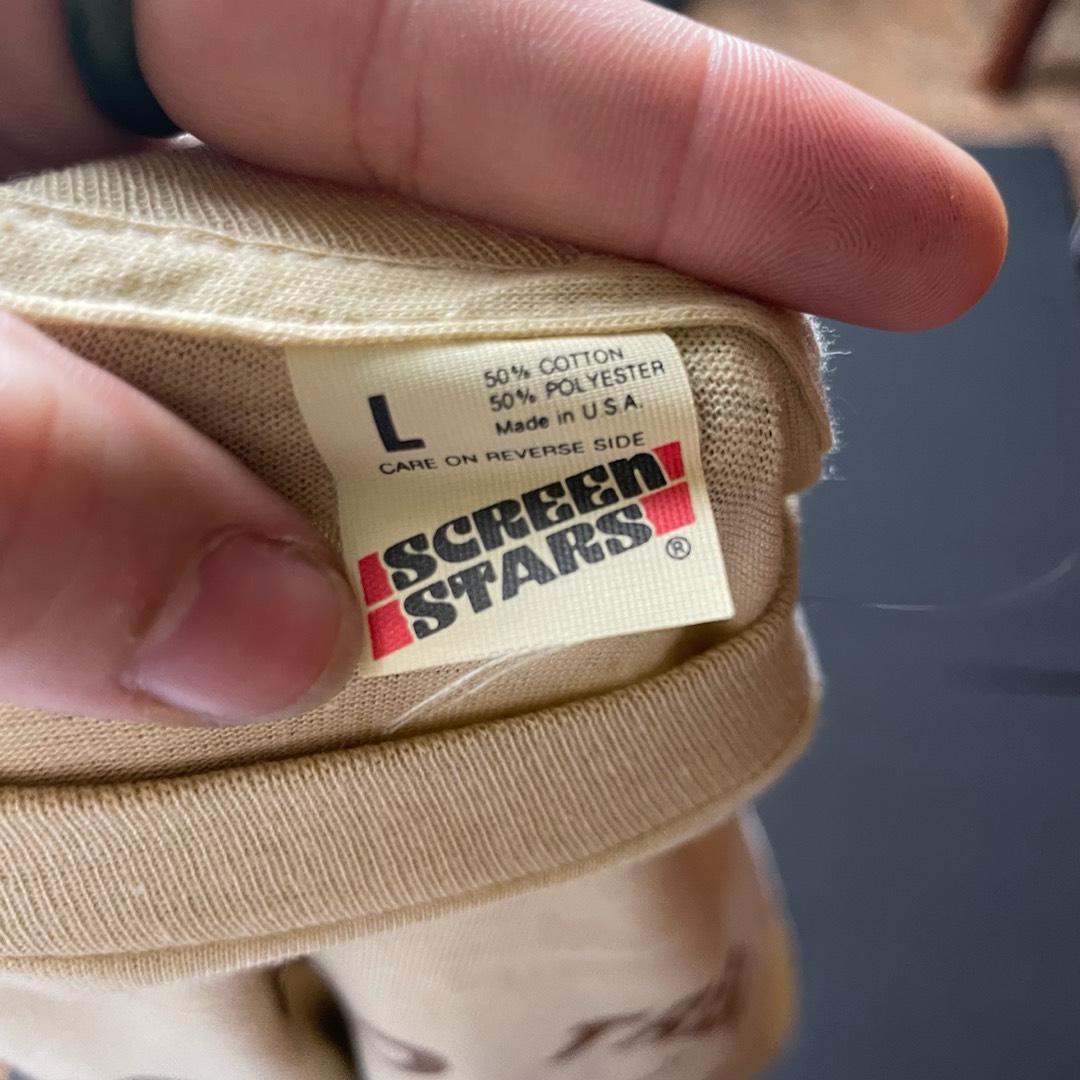 L
50% COTTON
50% POLYESTER
Made in U.S.A.
CARE ON REVERSE SIDE
SCREEN
STARS®